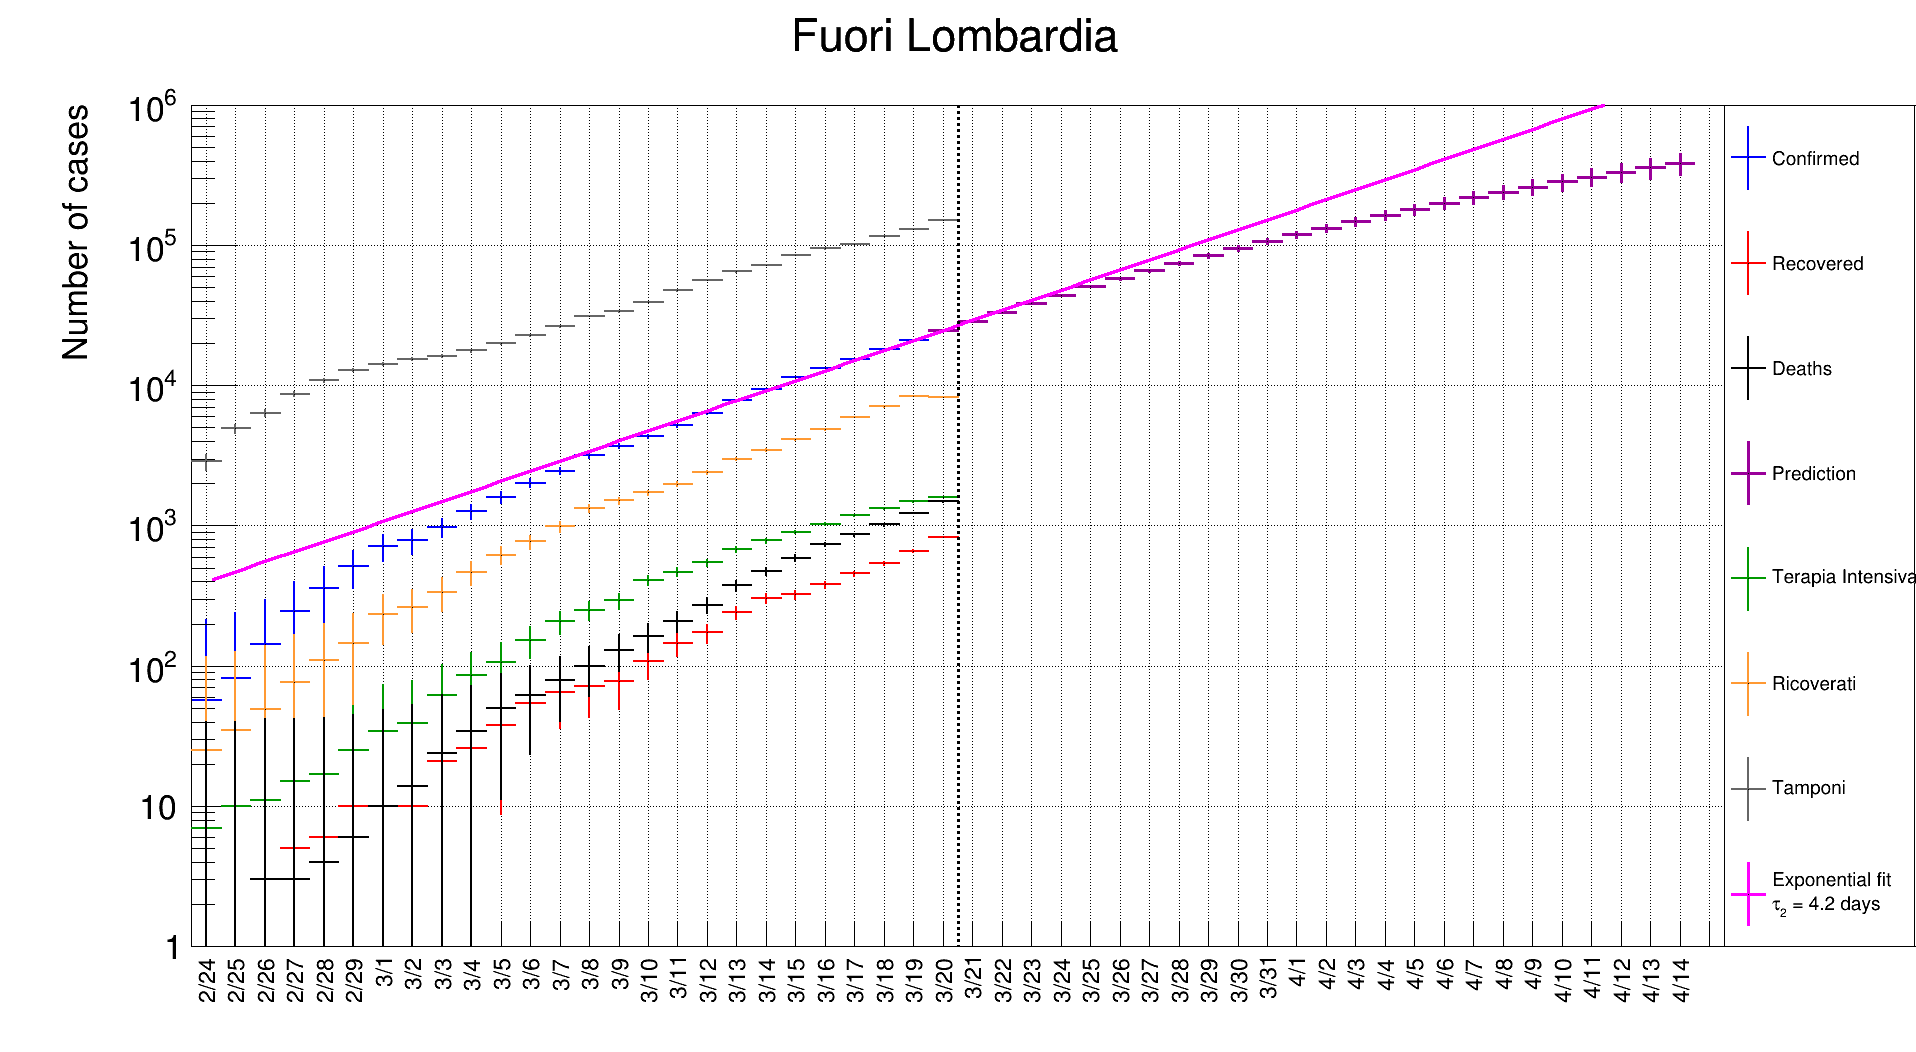 Fuori Lombardia
Number of cases
10^6
10^5
10^4
10^3
10^2
10
1
2/24 2/25 2/26 2/27 2/28 2/29 3/1 3/2 3/3 3/4 3/5 3/6 3/7 3/8 3/9 3/10 3/11 3/12 3/13 3/14 3/15 3/16 3/17 3/18 3/19 3/20 3/21 3/22 3/23 3/24 3/25 3/26 3/27 3/28 3/29 3/30 3/31 4/1 4/2 4/3 4/4 4/5 4/6 4/7 4/8 4/9 4/10 4/11 4/12 4/13 4/14
Confirmed
Recovered
Deaths
Prediction
Terapia Intensiva
Ricoverati
Tamponi
Exponential fit
τ₂ = 4.2 days